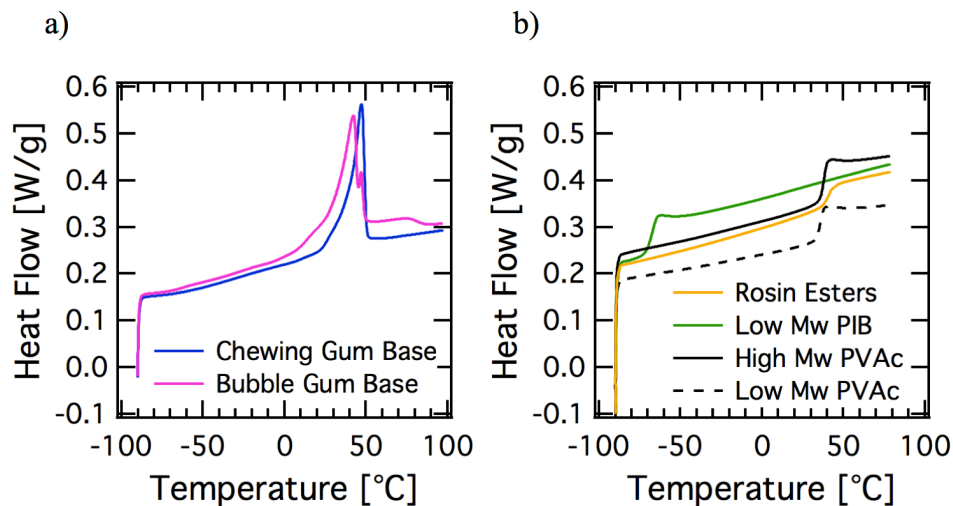 a)
b)
0.6
0.5
0.4
0.3
0.2
0.1
0.0
-0.1
Heat Flow [W/g]
-100
-50
0
50
100
Temperature [°C]
Chewing Gum Base
Bubble Gum Base
0.6
0.5
0.4
0.3
0.2
0.1
0.0
-0.1
Heat Flow [W/g]
-100
-50
0
50
100
Temperature [°C]
Rosin Esters
Low Mw PIB
High Mw PVAc
Low Mw PVAc